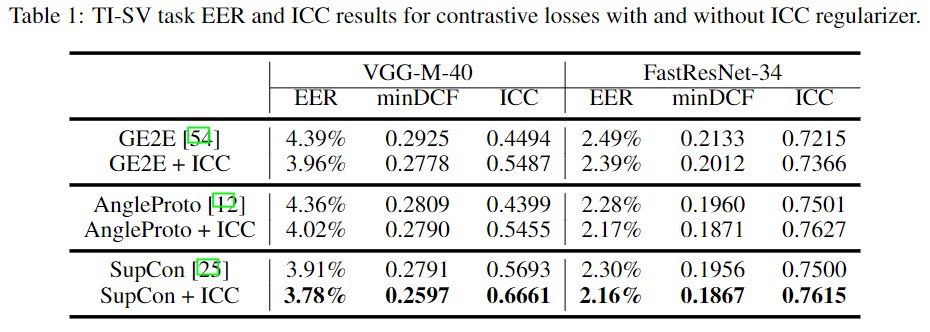 Table 1: TI-SV task EER and ICC results for contrastive losses with and without ICC regularizer.
VGG-M-40 FastResNet-34
EER minDCF ICC EER minDCF ICC
GE2E [54] 4.39% 0.2925 0.4494 2.49% 0.2133 0.7215
GE2E + ICC 3.96% 0.2778 0.5487 2.39% 0.2012 0.7366
AngleProto [12] 4.36% 0.2809 0.4399 2.28% 0.1960 0.7501
AngleProto + ICC 4.02% 0.2790 0.5455 2.17% 0.1871 0.7627
SupCon [25] 3.91% 0.2791 0.5693 2.30% 0.1956 0.7500
SupCon + ICC 3.78% 0.2597 0.6661 2.16% 0.1867 0.7615